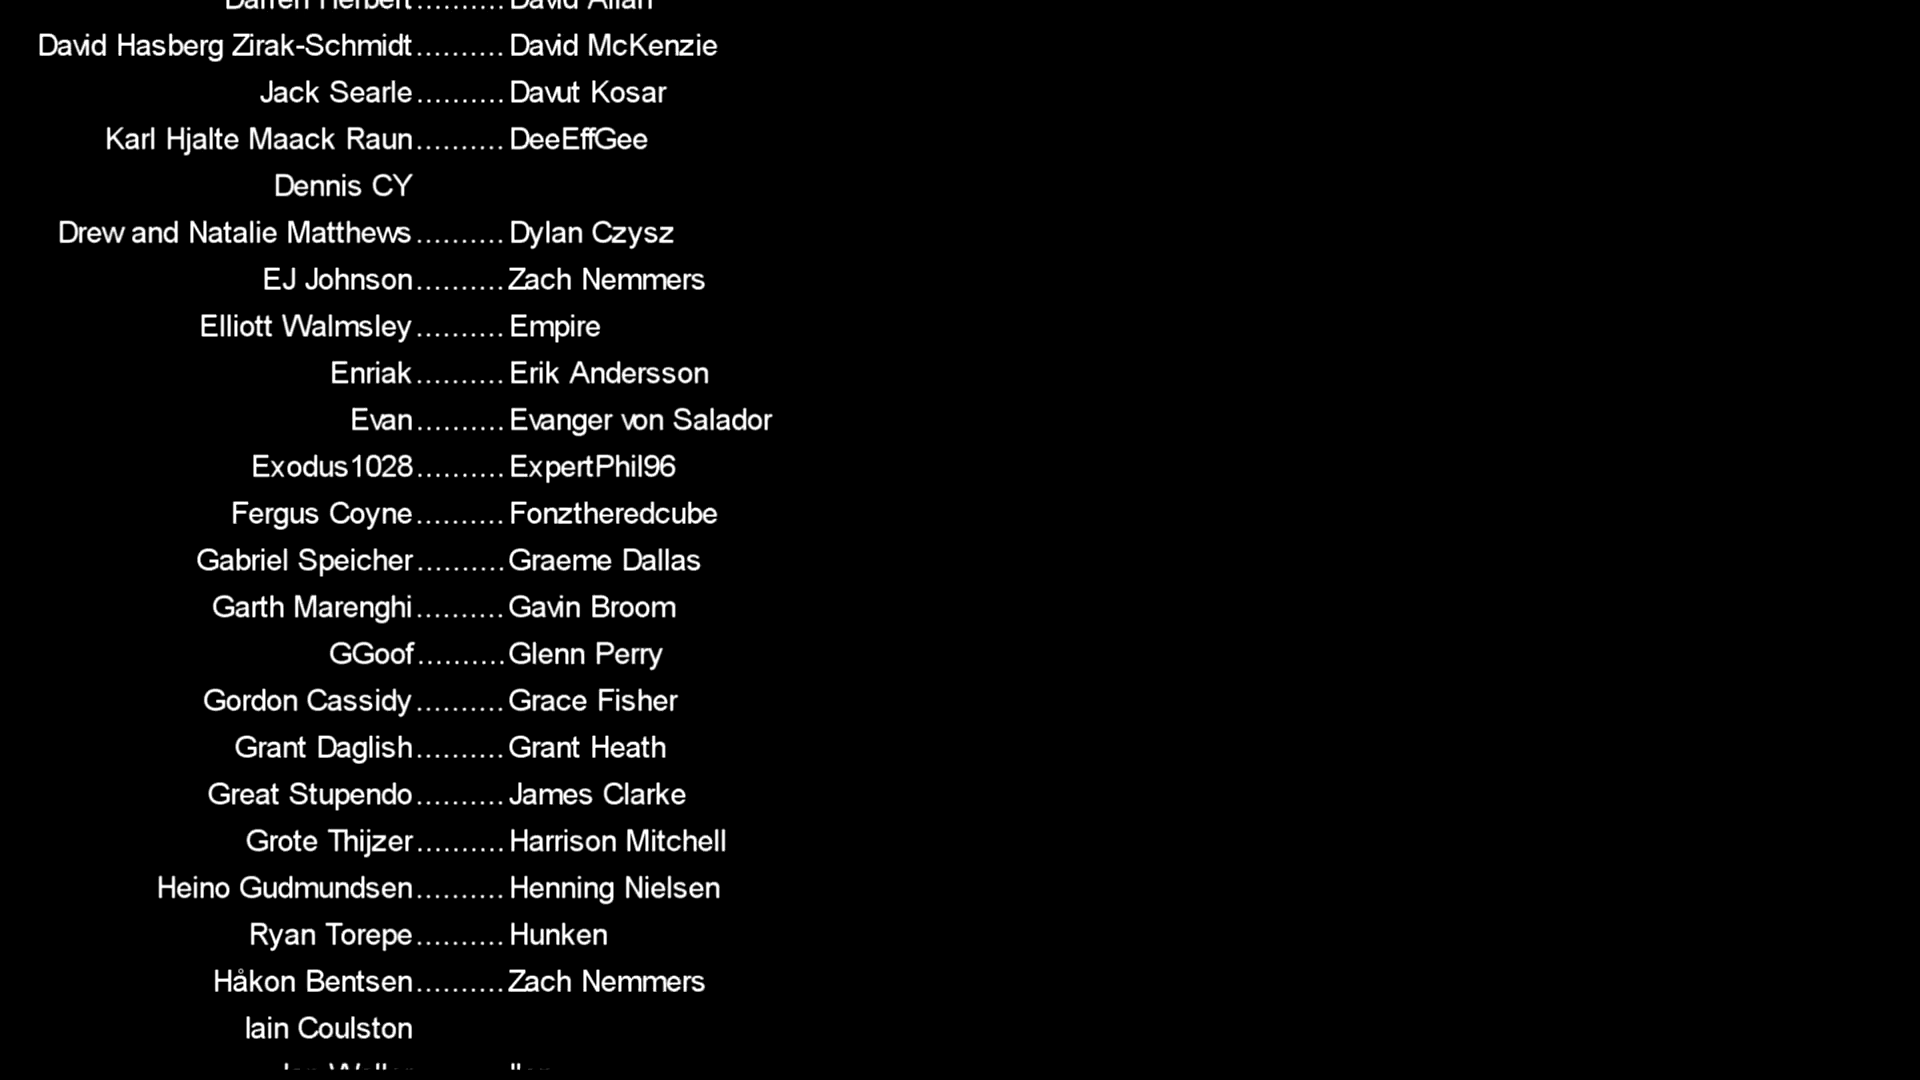 Darren Herbert..........David Allan
David Hasberg Zirak-Schmidt..........David McKenzie
Jack Searle..........Davut Kosar
Karl Hjalte Maack Raun..........DeeEffGee
Dennis CY
Drew and Natalie Matthews..........Dylan Czysz
EJ Johnson..........Zach Nemmers
Elliott Walmsley..........Empire
Enriak..........Erik Andersson
Evan..........Evanger von Salador
Exodus1028..........ExpertPhil96
Fergus Coyne..........Fonztheredcube
Gabriel Speicher..........Graeme Dallas
Garth Marenghi..........Gavin Broom
GGoof..........Glenn Perry
Gordon Cassidy..........Grace Fisher
Grant Daglish..........Grant Heath
Great Stupendo..........James Clarke
Grote Thijzer..........Harrison Mitchell
Heino Gudmundsen..........Henning Nielsen
Ryan Torepe..........Hunken
Håkon Bentsen..........Zach Nemmers
Iain Coulston